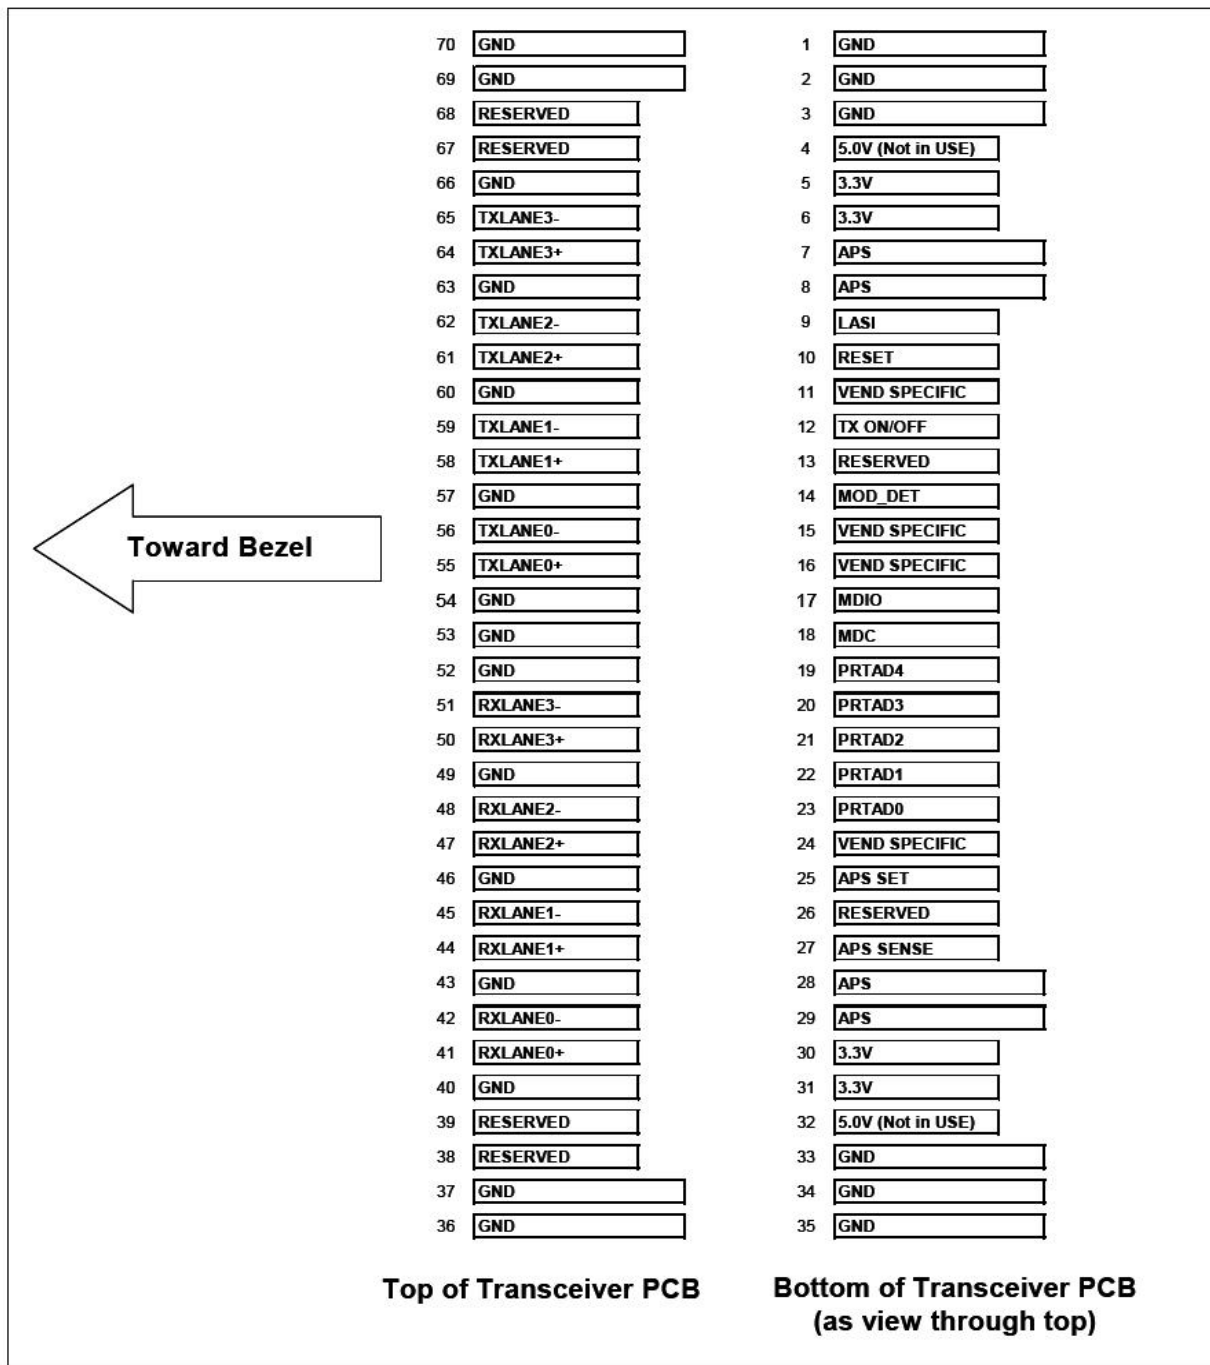 70 GND 1 GND
69 GND 2 GND
68 RESERVED 3 GND
67 RESERVED 4 5.0V (Not in USE)
66 GND 5 3.3V
65 TXLANE3- 6 3.3V
64 TXLANE3+ 7 APS
63 GND 8 APS
62 TXLANE2- 9 LASI
61 TXLANE2+ 10 RESET
60 GND 11 VEND SPECIFIC
59 TXLANE1- 12 TX ON/OFF
58 TXLANE1+ 13 RESERVED
57 GND 14 MOD_DET
56 TXLANE0- 15 VEND SPECIFIC
Toward Bezel
55 TXLANE0+ 16 VEND SPECIFIC
54 GND 17 MDIO
53 GND 18 MDC
52 GND 19 PRTAD4
51 RXLANE3- 20 PRTAD3
50 RXLANE3+ 21 PRTAD2
49 GND 22 PRTAD1
48 RXLANE2- 23 PRTAD0
47 RXLANE2+ 24 VEND SPECIFIC
46 GND 25 APS SET
45 RXLANE1- 26 RESERVED
44 RXLANE1+ 27 APS SENSE
43 GND 28 APS
42 RXLANE0- 29 APS
41 RXLANE0+ 30 3.3V
40 GND 31 3.3V
39 RESERVED 32 5.0V (Not in USE)
38 RESERVED 33 GND
37 GND 34 GND
36 GND 35 GND
Top of Transceiver PCB Bottom of Transceiver PCB
(as view through top)